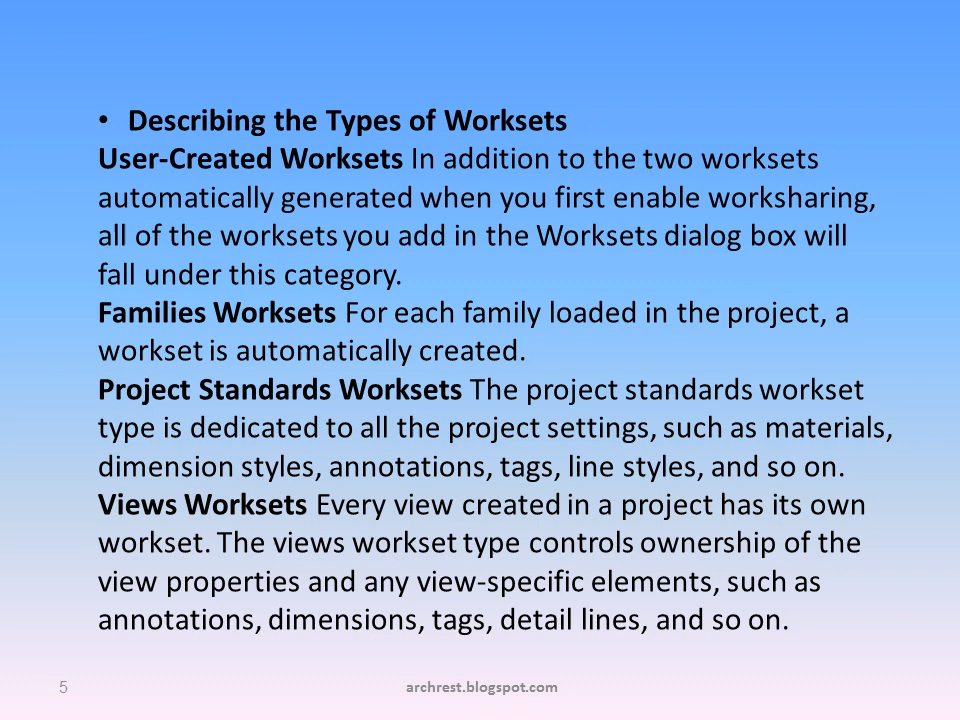 • Describing the Types of Worksets
User-Created Worksets In addition to the two worksets
automatically generated when you first enable worksharing,
all of the worksets you add in the Worksets dialog box will
fall under this category.
Families Worksets For each family loaded in the project, a
workset is automatically created.
Project Standards Worksets The project standards workset
type is dedicated to all the project settings, such as materials,
dimension styles, annotations, tags, line styles, and so on.
Views Worksets Every view created in a project has its own
workset. The views workset type controls ownership of the
view properties and any view-specific elements, such as
annotations, dimensions, tags, detail lines, and so on.
5 archrest.blogspot.com